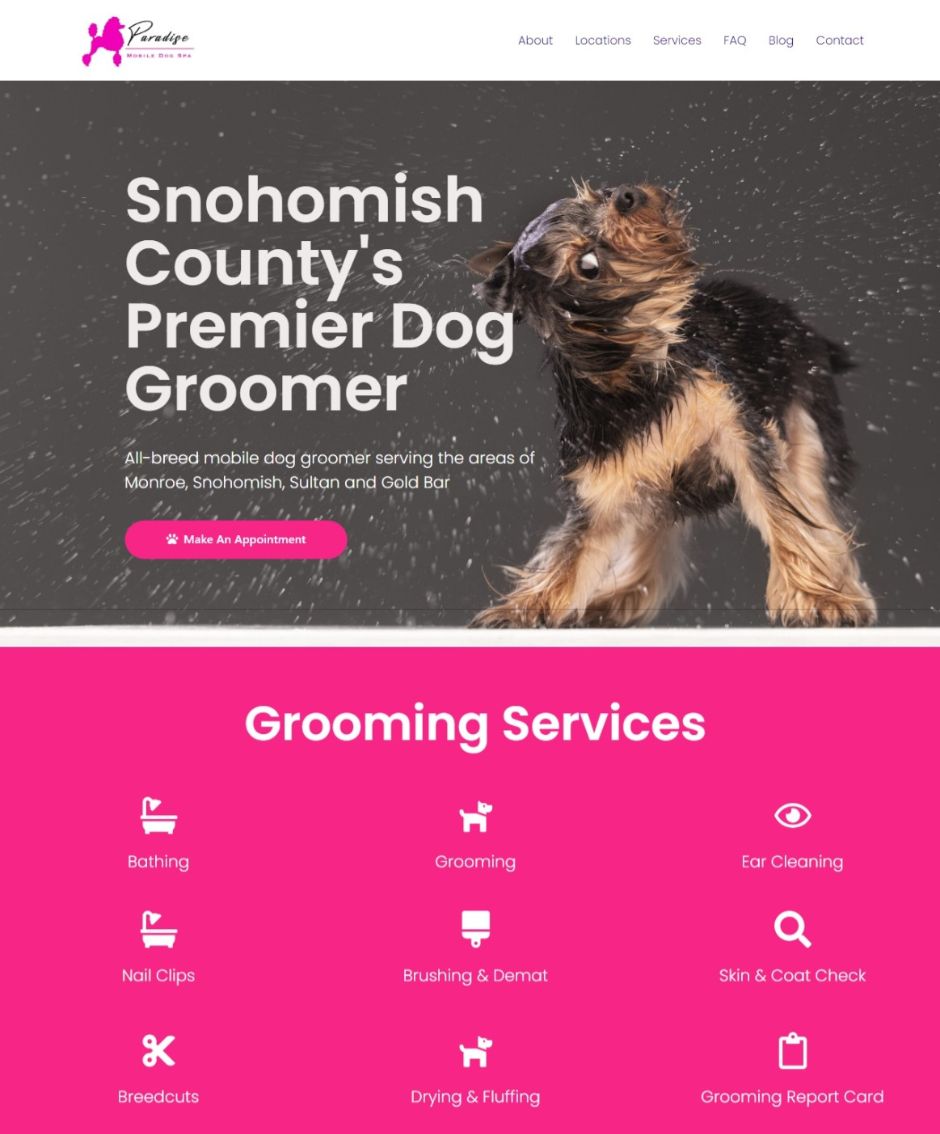 Paradise
Mobile Dog Spa
About Locations Services FAQ Blog Contact
Snohomish
County's
Premier Dog
Groomer
All-breed mobile dog groomer serving the areas of
Monroe, Snohomish, Sultan and Gold Bar
Make An Appointment
Grooming Services
Bathing Grooming Ear Cleaning
Nail Clips Brushing & Demat Skin & Coat Check
Breedcuts Drying & Fluffing Grooming Report Card